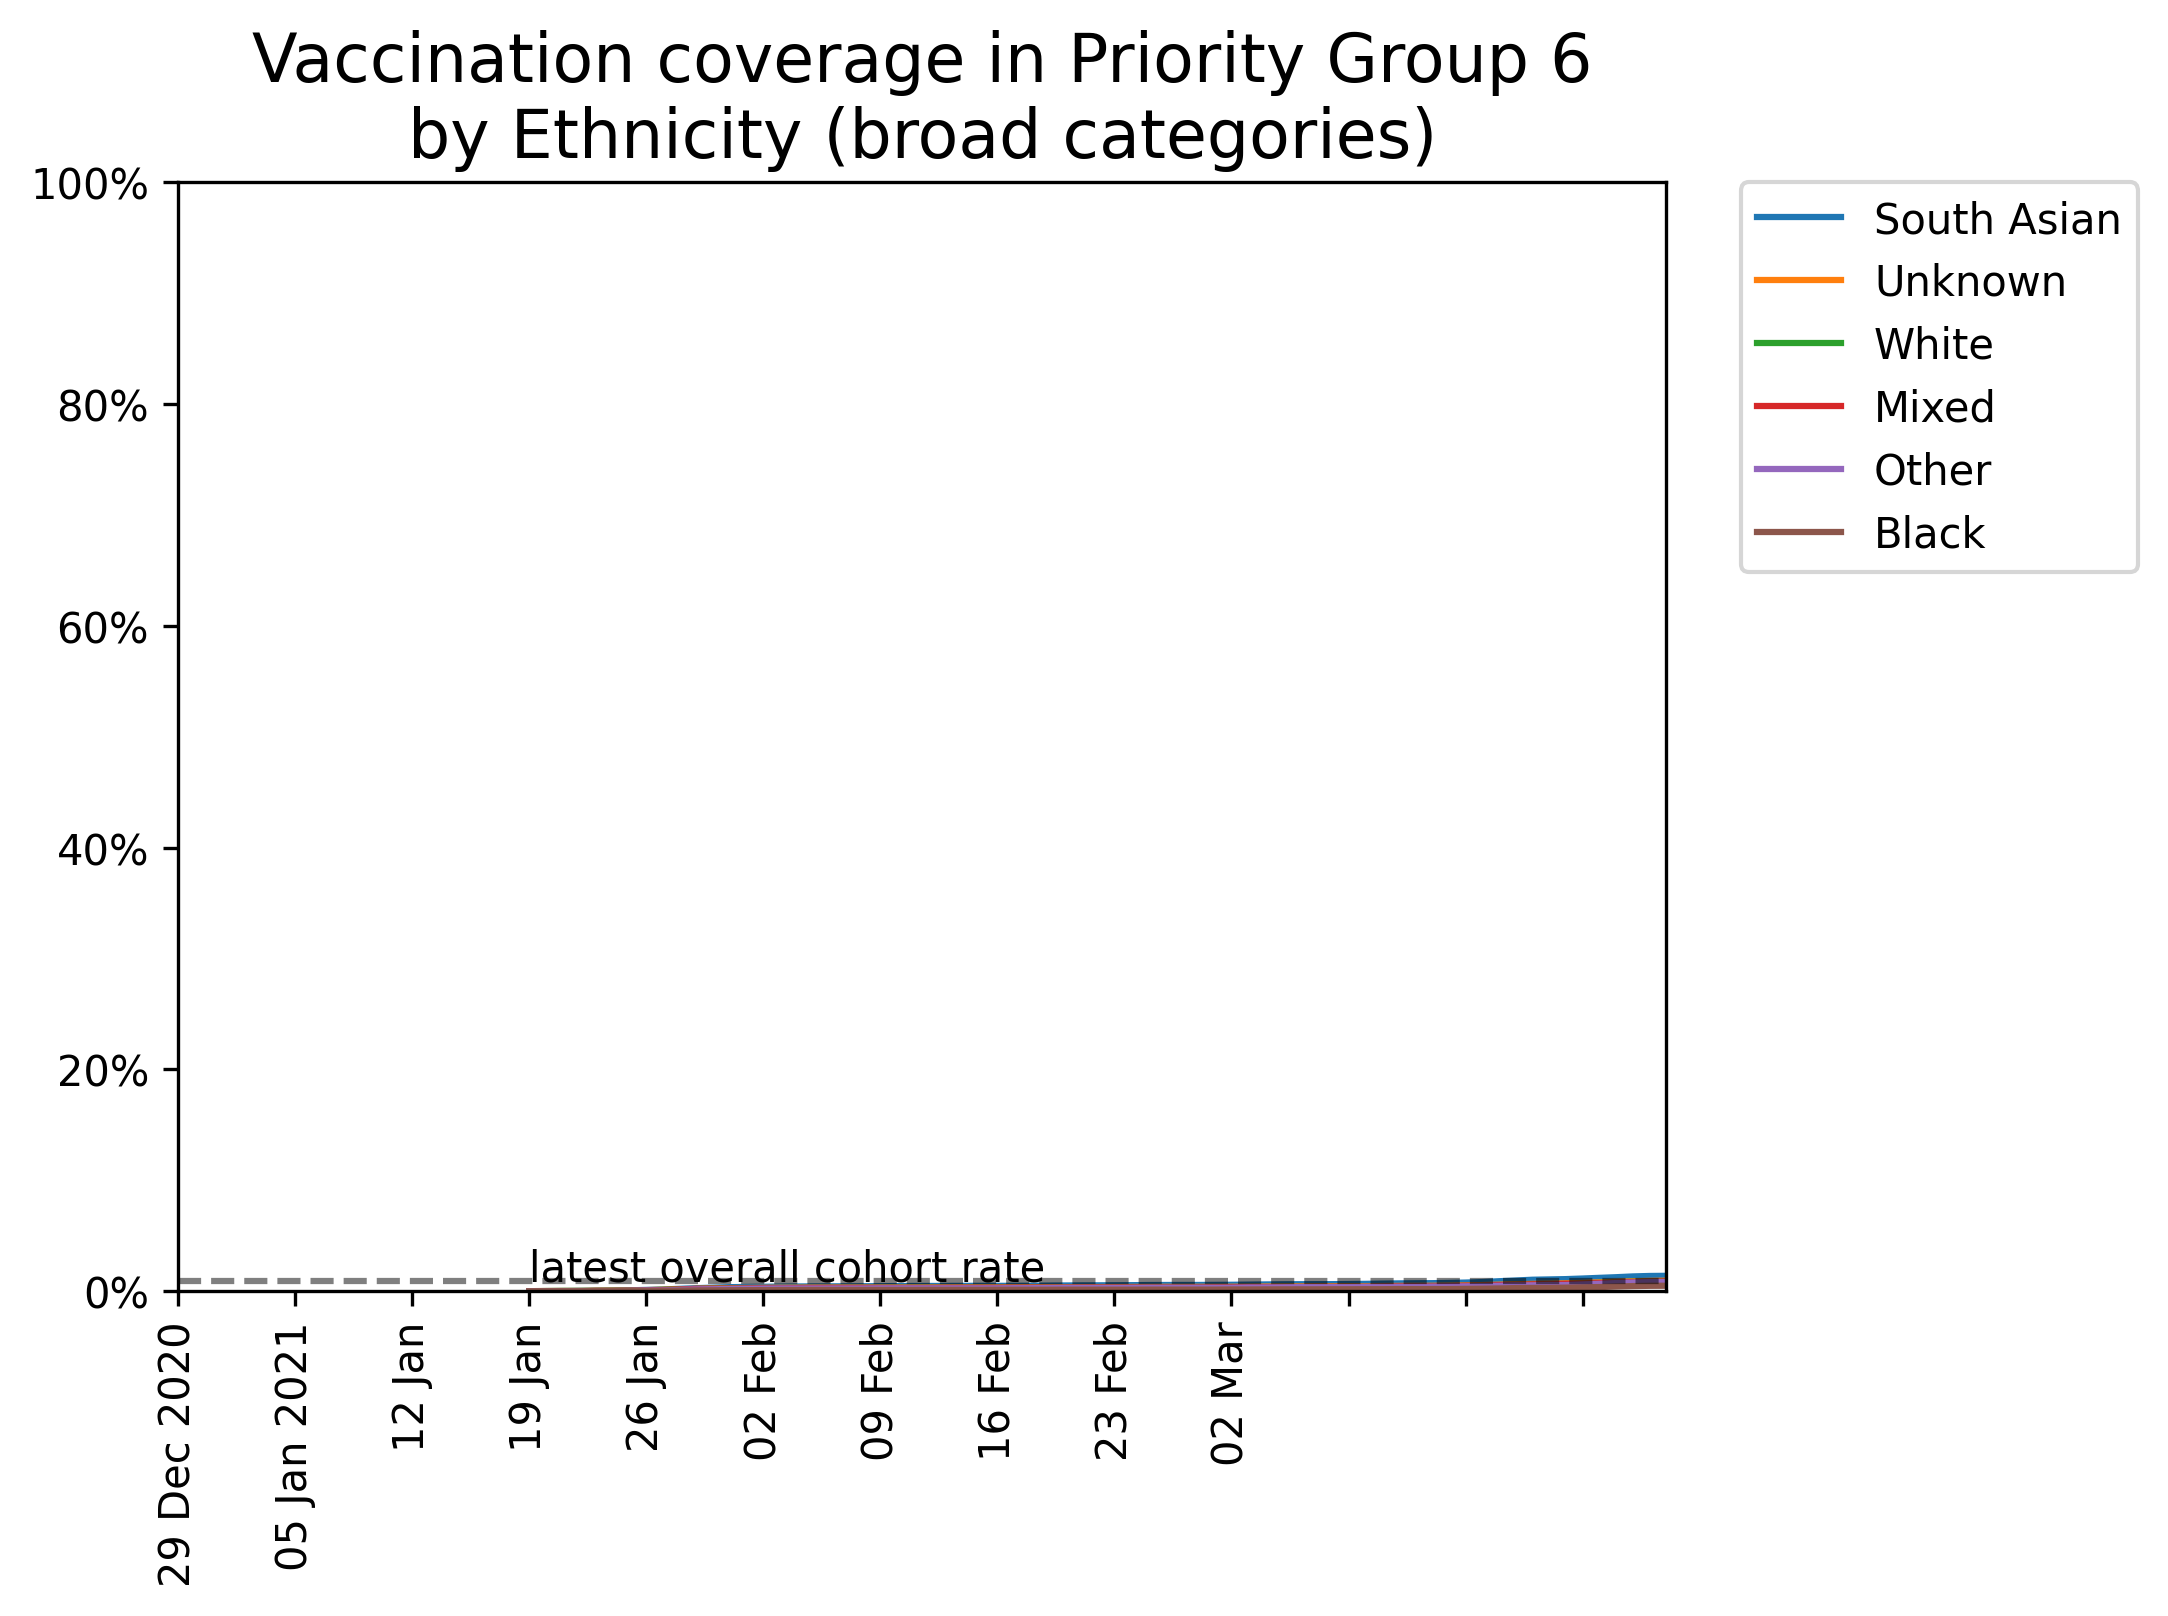 Vaccination coverage in Priority Group 6
by Ethnicity (broad categories)
100%
80%
60%
40%
20%
0%
latest overall cohort rate
29 Dec 2020
05 Jan 2021
12 Jan
19 Jan
26 Jan
02 Feb
09 Feb
16 Feb
23 Feb
02 Mar
South Asian
Unknown
White
Mixed
Other
Black